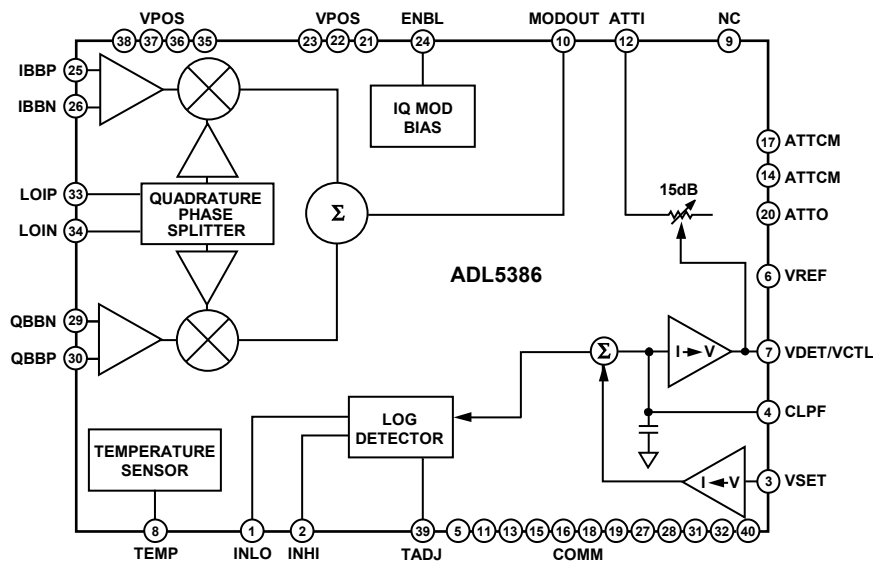 VPOS VPOS ENBL MODOUT ATTI NC
38 37 36 35 23 22 21 24 10 12 9
IBBP 25
IBBN 26
IQ MOD
BIAS
17 ATTCM
14 ATTCM
LOIP 33
LOIN 34
QUADRATURE
PHASE
SPLITTER
Σ
15dB
20 ATTO
ADL5386
6 VREF
QBBN 29
QBBP 30
Σ
I V
7 VDET/VCTL
LOG
DETECTOR
4 CLPF
TEMPERATURE
SENSOR
I V
3 VSET
8 1 2 39 5 11 13 15 16 18 19 27 28 31 32 40
TEMP INLO INHI TADJ COMM